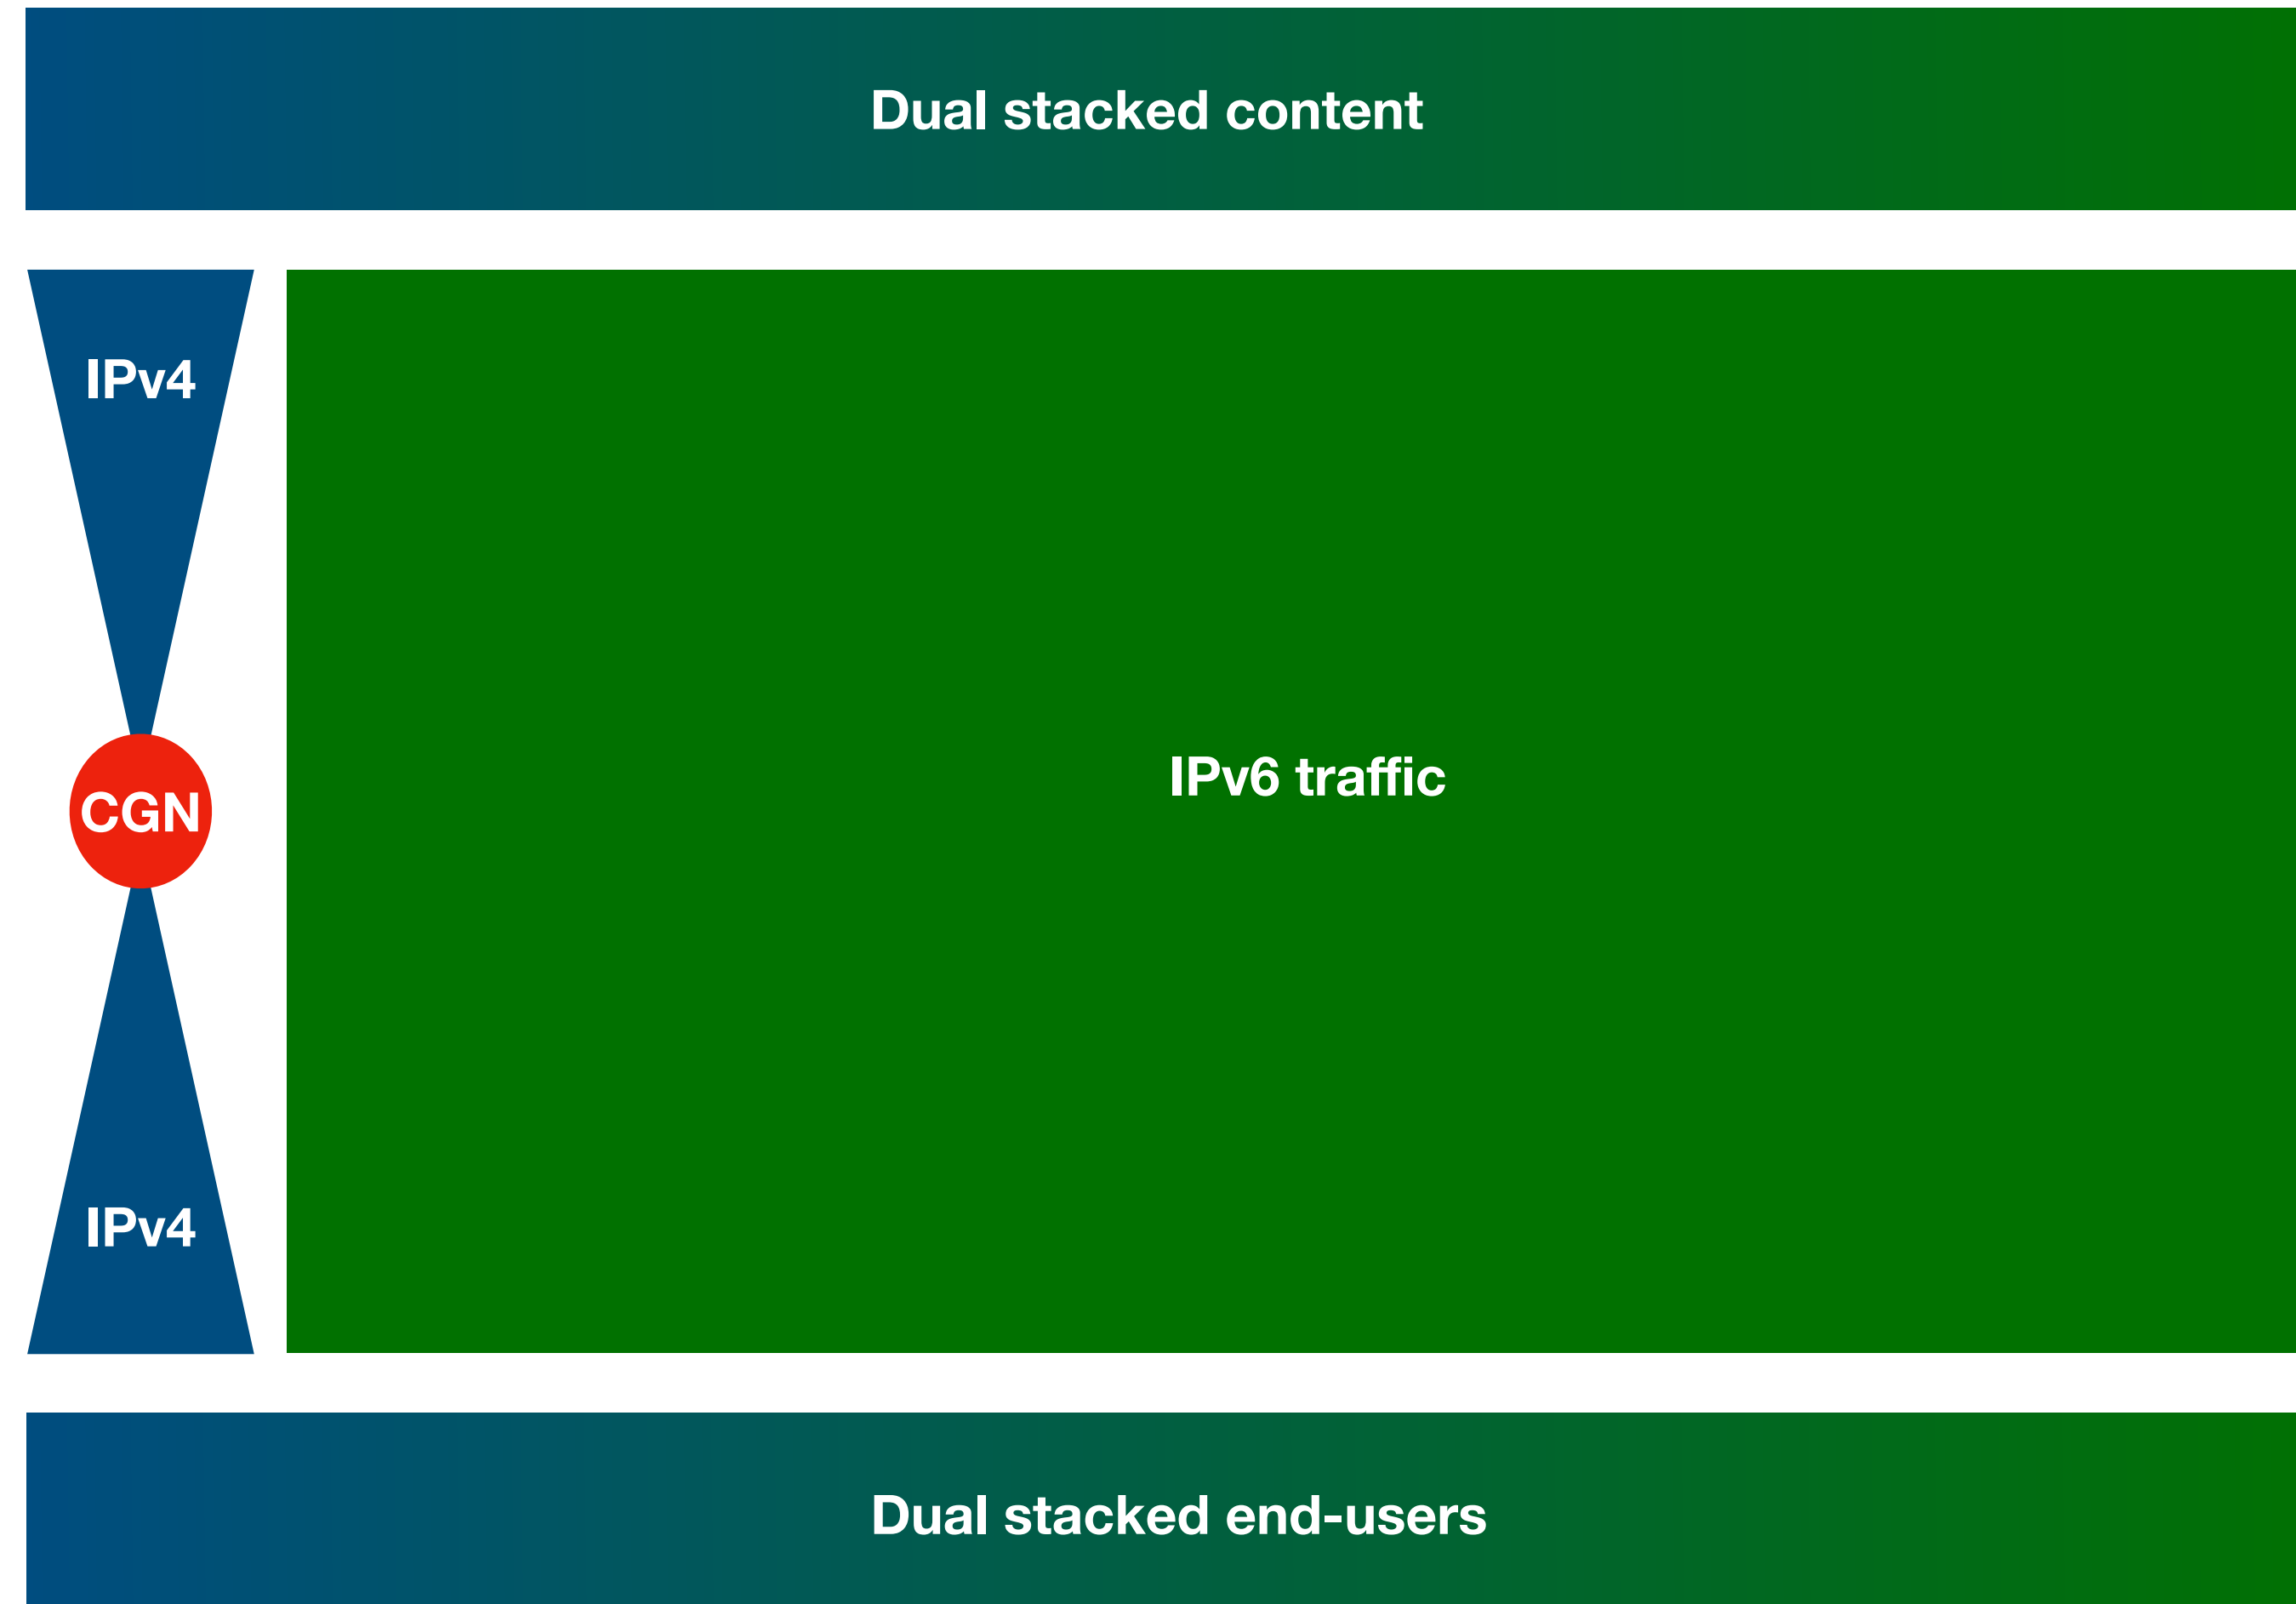 Dual stacked content
IPv4
CGN
IPv6 traffic
IPv4
Dual stacked end-users